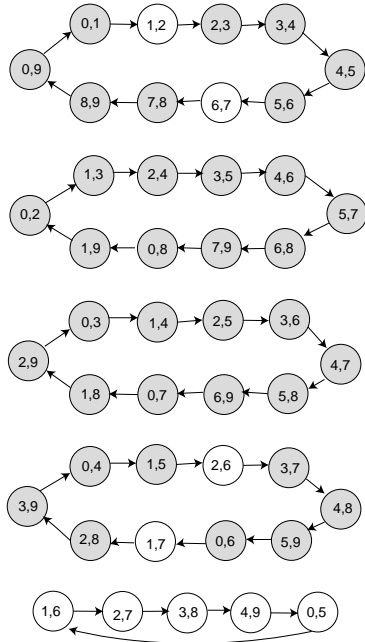 0,1 1,2 2,3 3,4
0,9 4,5
8,9 7,8 6,7 5,6
1,3 2,4 3,5 4,6
0,2 5,7
1,9 0,8 7,9 6,8
0,3 1,4 2,5 3,6
2,9 4,7
1,8 0,7 6,9 5,8
0,4 1,5 2,6 3,7
3,9 4,8
2,8 1,7 0,6 5,9
1,6 2,7 3,8 4,9 0,5